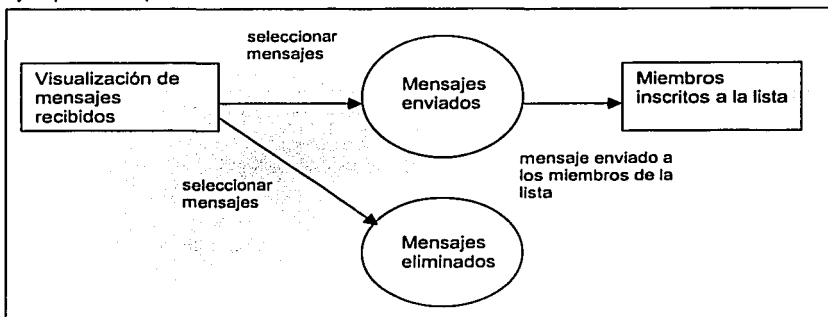 seleccionar
mensajes
Visualización de
mensajes
recibidos
Mensajes
enviados
Miembros
inscritos a la lista
mensaje enviado a
los miembros de la
lista
seleccionar
mensajes
Mensajes
eliminados